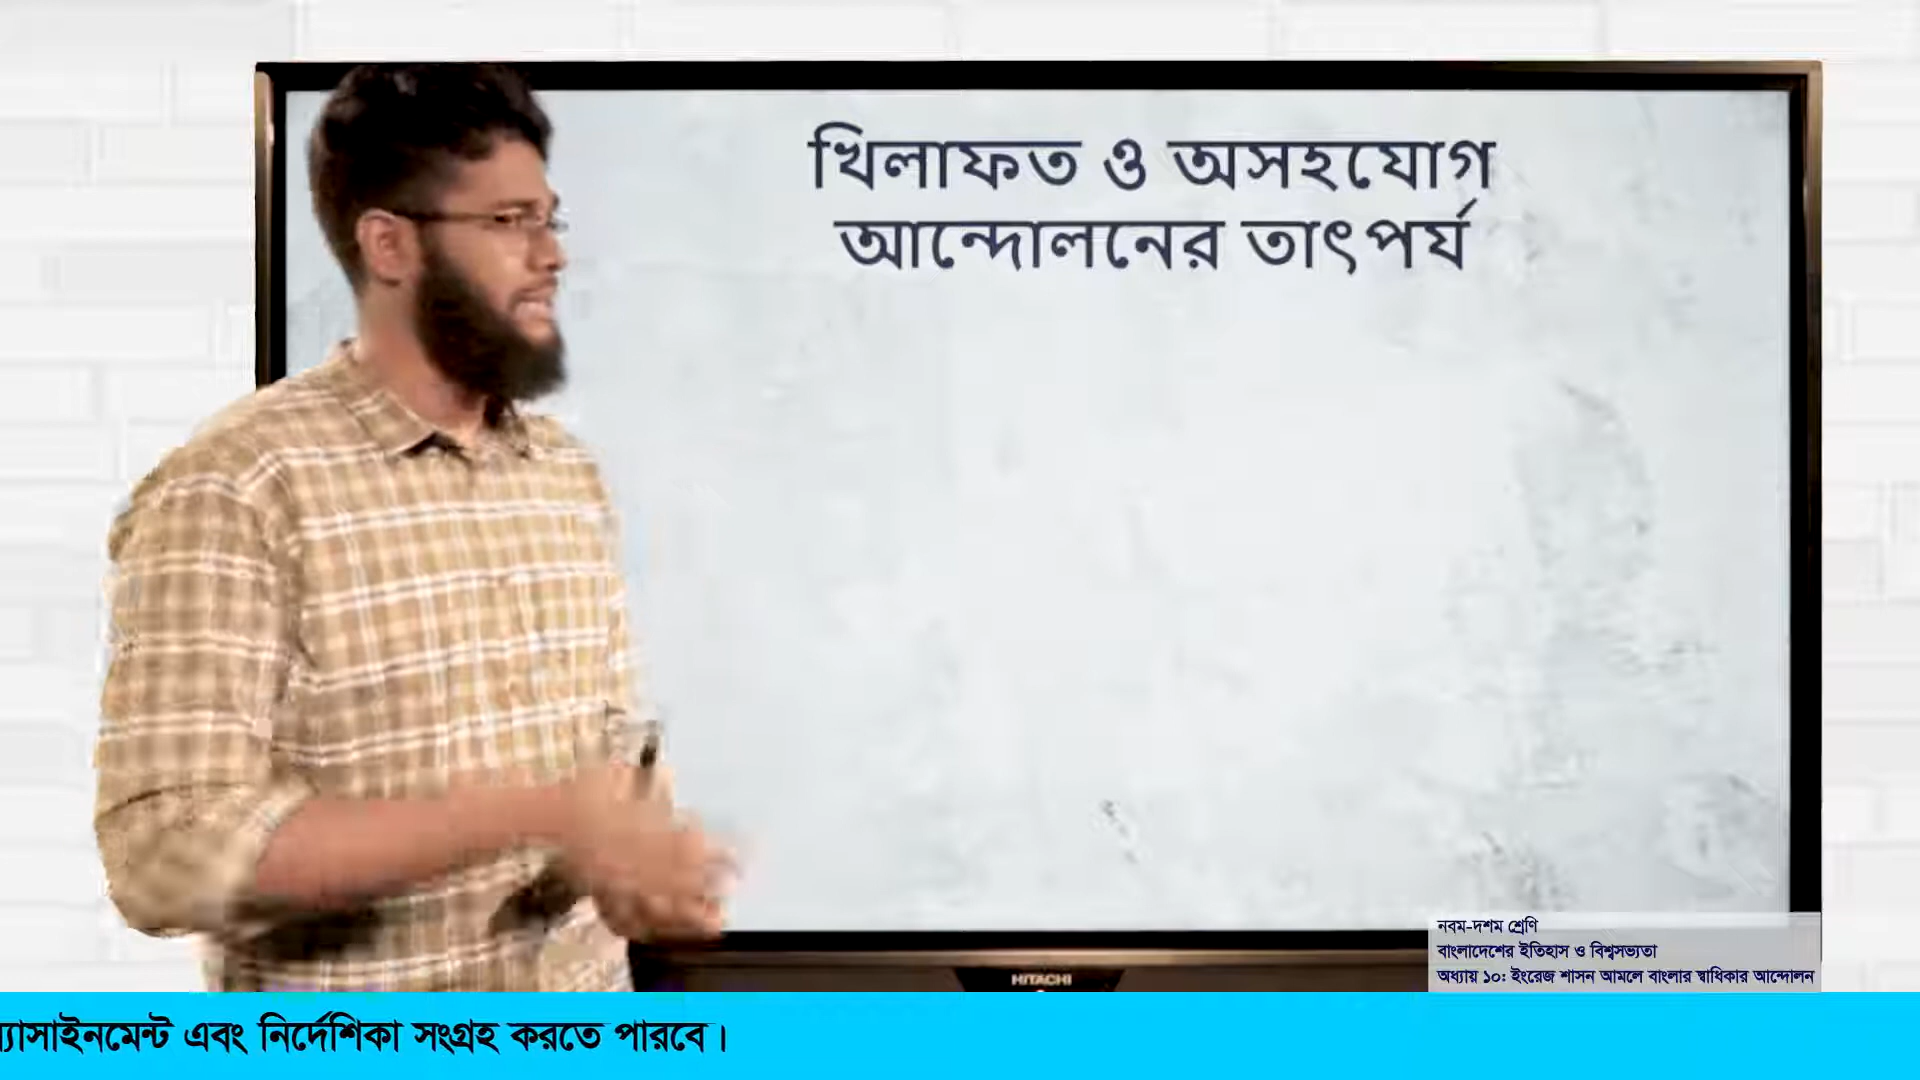 খিলাফত ও অসহযোগ
আন্দোলনের তাৎপর্য
HITACHI
নবম-দশম শ্রেণি
বাংলাদেশের ইতিহাস ও বিশ্বসভ্যতা
অধ্যায় ১০: ইংরেজ শাসন আমলে বাংলার স্বাধিকার আন্দোলন
এবং নির্দেশিকা সংগ্রহ করতে পারবে।